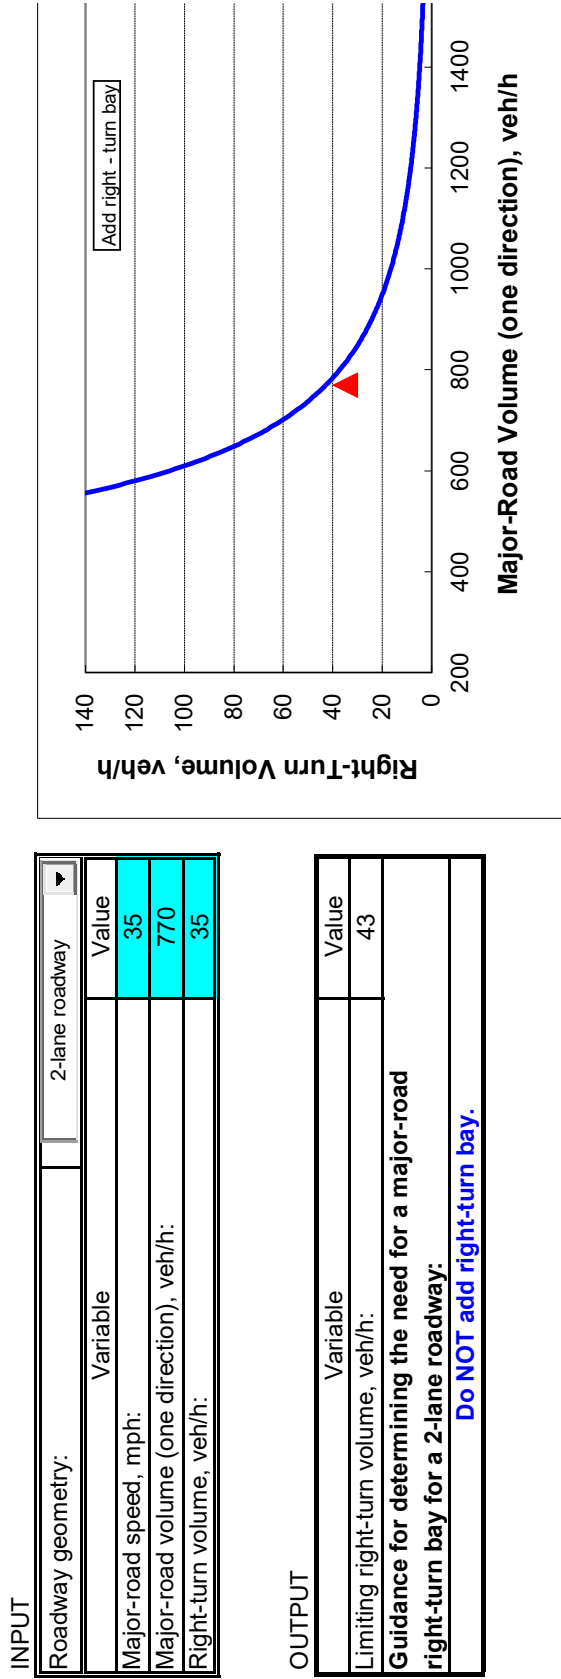 INPUT
Roadway geometry: 2-lane roadway
Variable Value
Major-road speed, mph: 35
Major-road volume (one direction), veh/h: 770
Right-turn volume, veh/h: 35
OUTPUT
Variable Value
Limiting right-turn volume, veh/h: 43
Guidance for determining the need for a major-road
right-turn bay for a 2-lane roadway:
Do NOT add right-turn bay.
Right-Turn Volume, veh/h
140
120
100
80
60
40
20
0
Add right - turn bay
200 400 600 800 1000 1200 1400
Major-Road Volume (one direction), veh/h